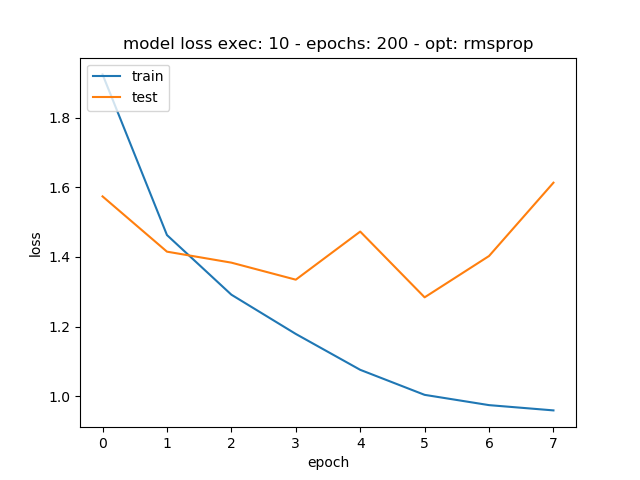 model loss exec: 10 - epochs: 200 - opt: rmsprop
train
test
loss
1.8
1.6
1.4
1.2
1.0
0 1 2 3 4 5 6 7
epoch